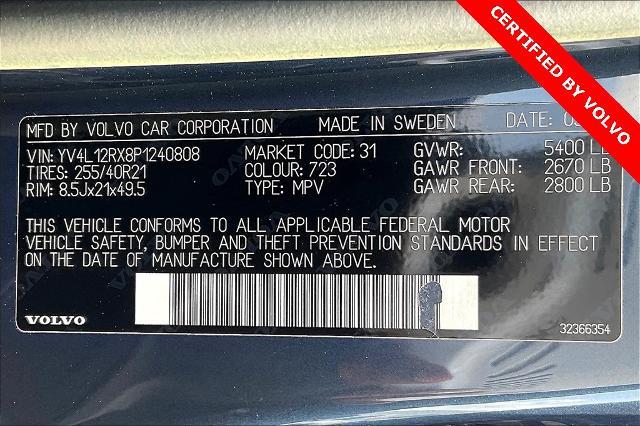 CERTIFIED BY VOLVO
MFD BY VOLVO CAR CORPORATION MADE IN SWEDEN DATE:
VIN: YV4L12RX8P1240808 MARKET CODE: 31 GVWR: 5400 LB
TIRES: 255/40R21 COLOUR: 723 GAWR FRONT: 2670 LB
RIM: 8.5Jx21x49.5 TYPE: MPV GAWR REAR: 2800 LB
THIS VEHICLE CONFORMS TO ALL APPLICABLE FEDERAL MOTOR
VEHICLE SAFETY, BUMPER AND THEFT PREVENTION STANDARDS IN EFFECT
ON THE DATE OF MANUFACTURE SHOWN ABOVE.
VOLVO
32366354